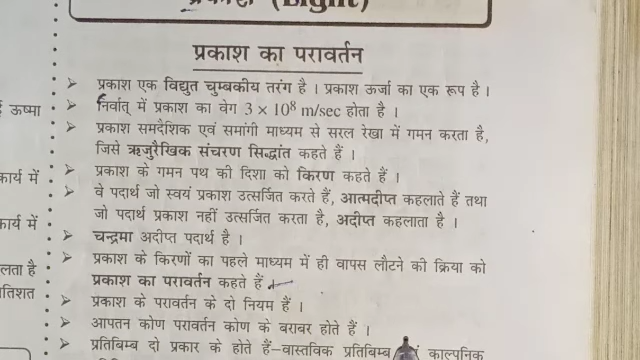 प्रकाश (Light)
प्रकाश का परावर्तन
➤ प्रकाश एक विद्युत चुम्बकीय तरंग है । प्रकाश ऊर्जा का एक रूप है ।
ऊष्मा
➤ निर्वात् में प्रकाश का वेग 3 × 10⁸ m/sec होता है ।
➤ प्रकाश समदैशिक एवं समांगी माध्यम से सरल रेखा में गमन करता है,
जिसे ऋजुरैखिक संचरण सिद्धांत कहते हैं ।
कार्य में
➤ प्रकाश के गमन पथ की दिशा को किरण कहते हैं ।
➤ वे पदार्थ जो स्वयं प्रकाश उत्सर्जित करते हैं, आत्मदीप्त कहलाते हैं तथा
कार्य में
जो पदार्थ प्रकाश नहीं उत्सर्जित करता है, अदीप्त कहलाता है ।
➤ चन्द्रमा अदीप्त पदार्थ है ।
लता है
➤ प्रकाश के किरणों का पहले माध्यम में ही वापस लौटने की क्रिया को
तिशत
प्रकाश का परावर्तन कहते हैं
➤ प्रकाश के परावर्तन के दो नियम हैं ।
➤ आपतन कोण परावर्तन कोण के बराबर होते हैं ।
➤ प्रतिबिम्ब दो प्रकार के होते हैं–वास्तविक प्रतिबिम्ब काल्पनिक